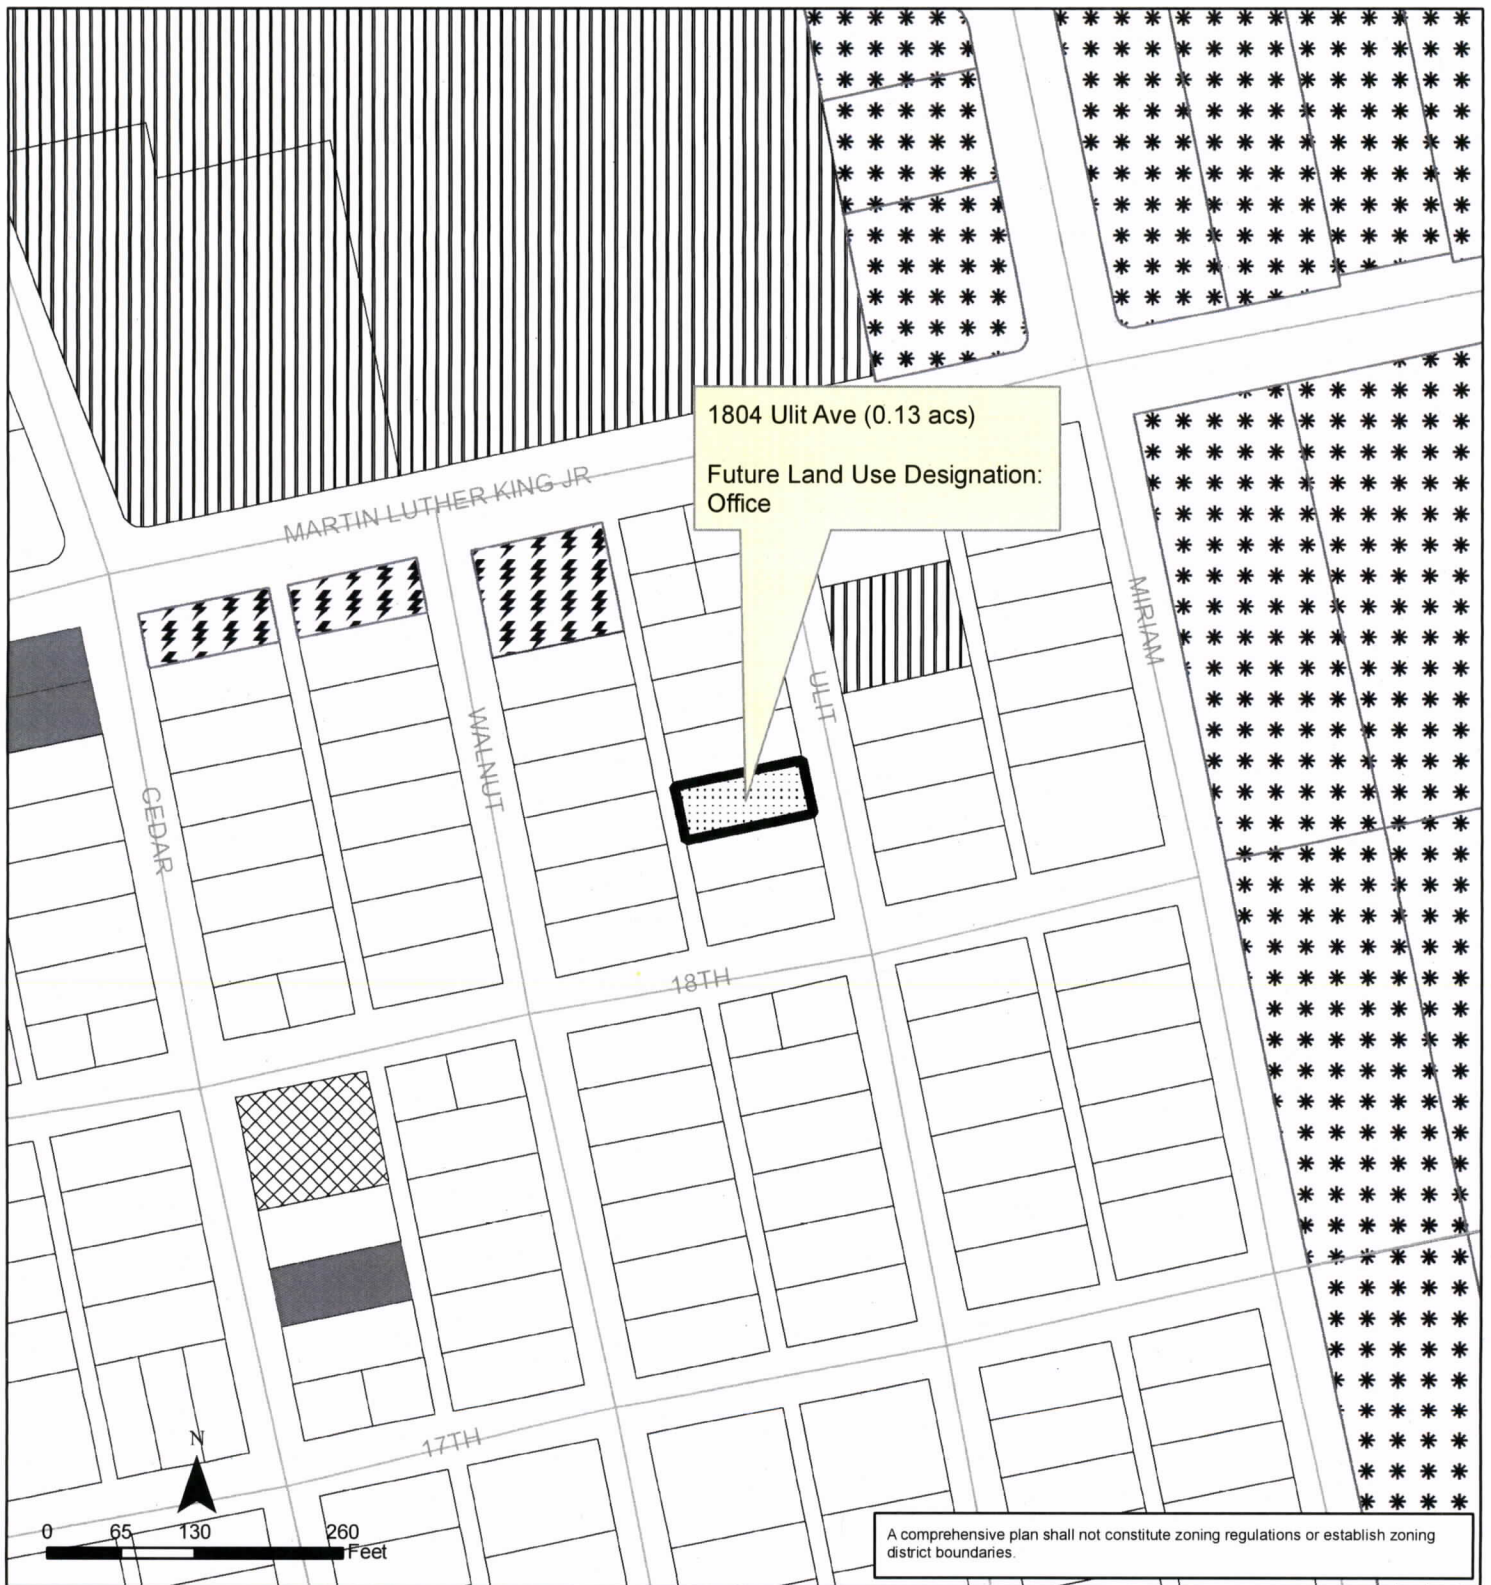 1804 Ulit Ave (0.13 acs)
Future Land Use Designation:
Office
MARTIN LUTHER KING JR
MIRIAM
ULIT
WALNUT
CEDAR
18TH
17TH
N
0 65 130 260
Feet
A comprehensive plan shall not constitute zoning regulations or establish zoning
district boundaries.